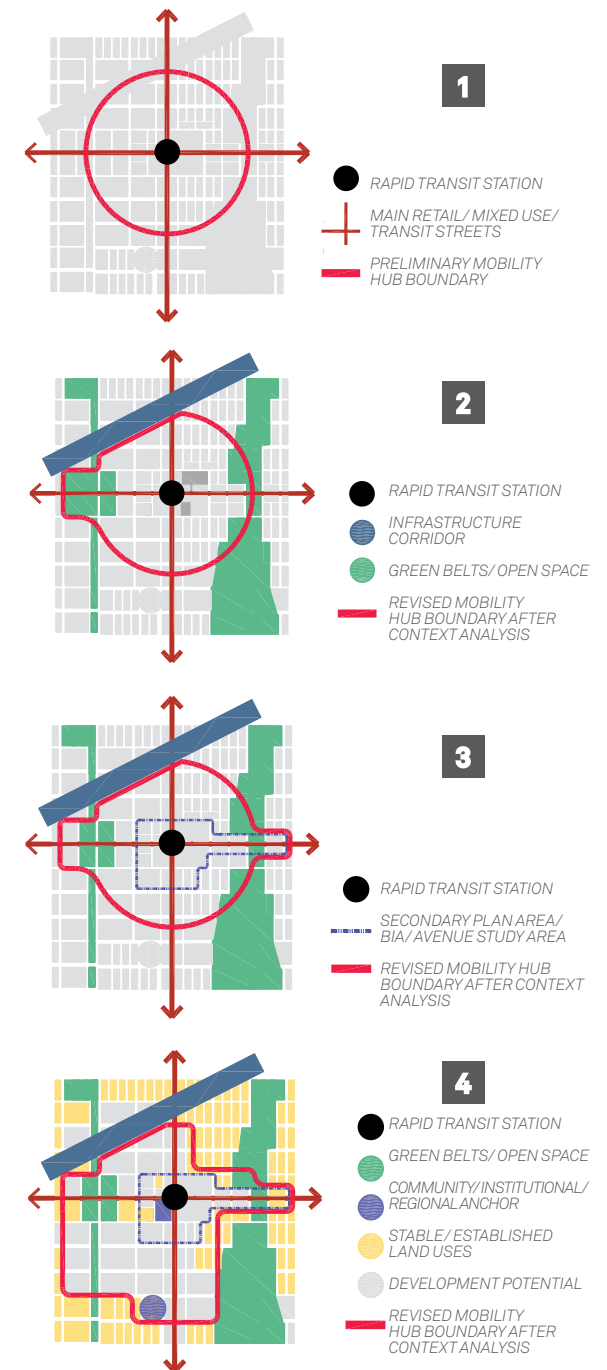 1
RAPID TRANSIT STATION
MAIN RETAIL/ MIXED USE/
TRANSIT STREETS
PRELIMINARY MOBILITY
HUB BOUNDARY
2
RAPID TRANSIT STATION
INFRASTRUCTURE
CORRIDOR
GREEN BELTS/ OPEN SPACE
REVISED MOBILITY
HUB BOUNDARY AFTER
CONTEXT ANALYSIS
3
RAPID TRANSIT STATION
SECONDARY PLAN AREA/
BIA/ AVENUE STUDY AREA
REVISED MOBILITY HUB
BOUNDARY AFTER CONTEXT
ANALYSIS
4
RAPID TRANSIT STATION
GREEN BELTS/ OPEN SPACE
COMMUNITY/INSTITUTIONAL/
REGIONAL ANCHOR
STABLE/ ESTABLISHED
LAND USES
DEVELOPMENT POTENTIAL
REVISED MOBILITY
HUB BOUNDARY AFTER
CONTEXT ANALYSIS